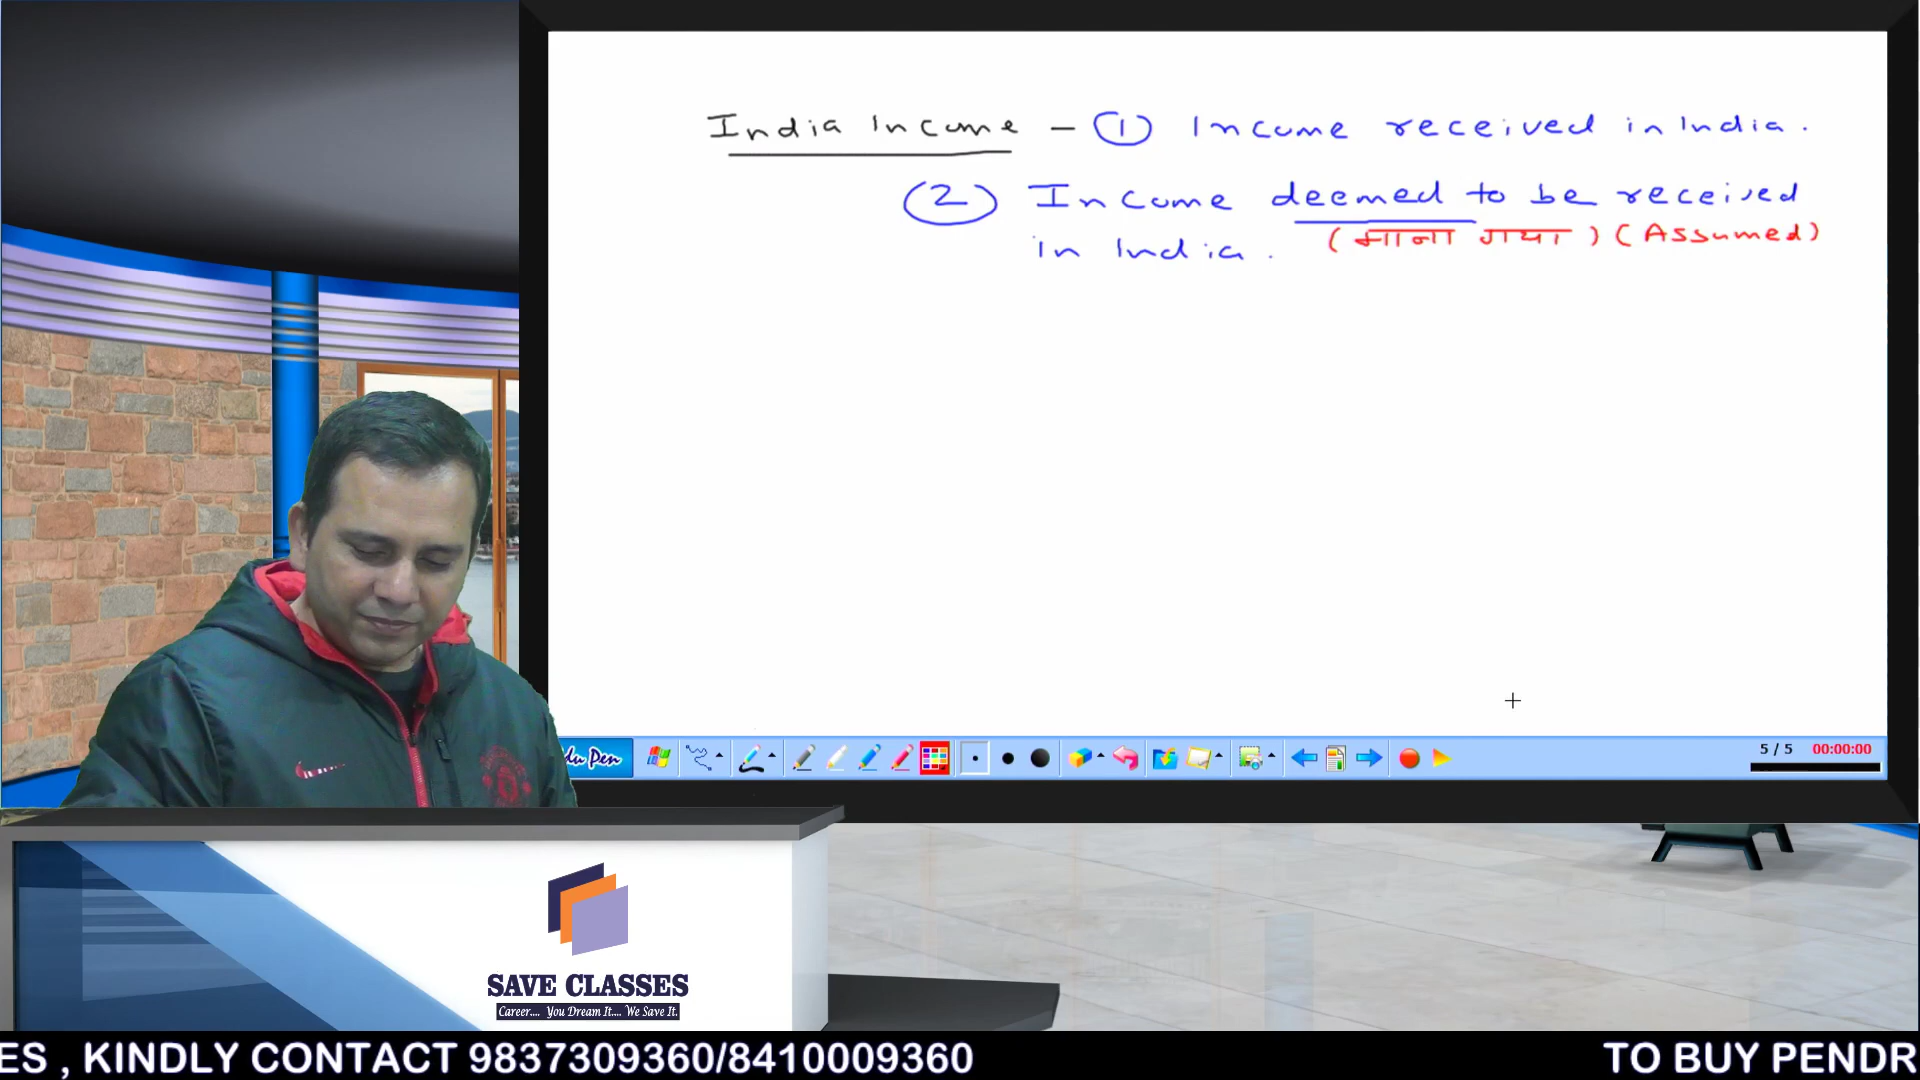 India Income – ① Income received in India.
② Income deemed to be received
(माना गया) (Assumed)
in India.
du Pen
5 / 5 00:00:00
SAVE CLASSES
Career.... You Dream It.... We Save It.
ES , KINDLY CONTACT 9837309360/8410009360 TO BUY PENDR